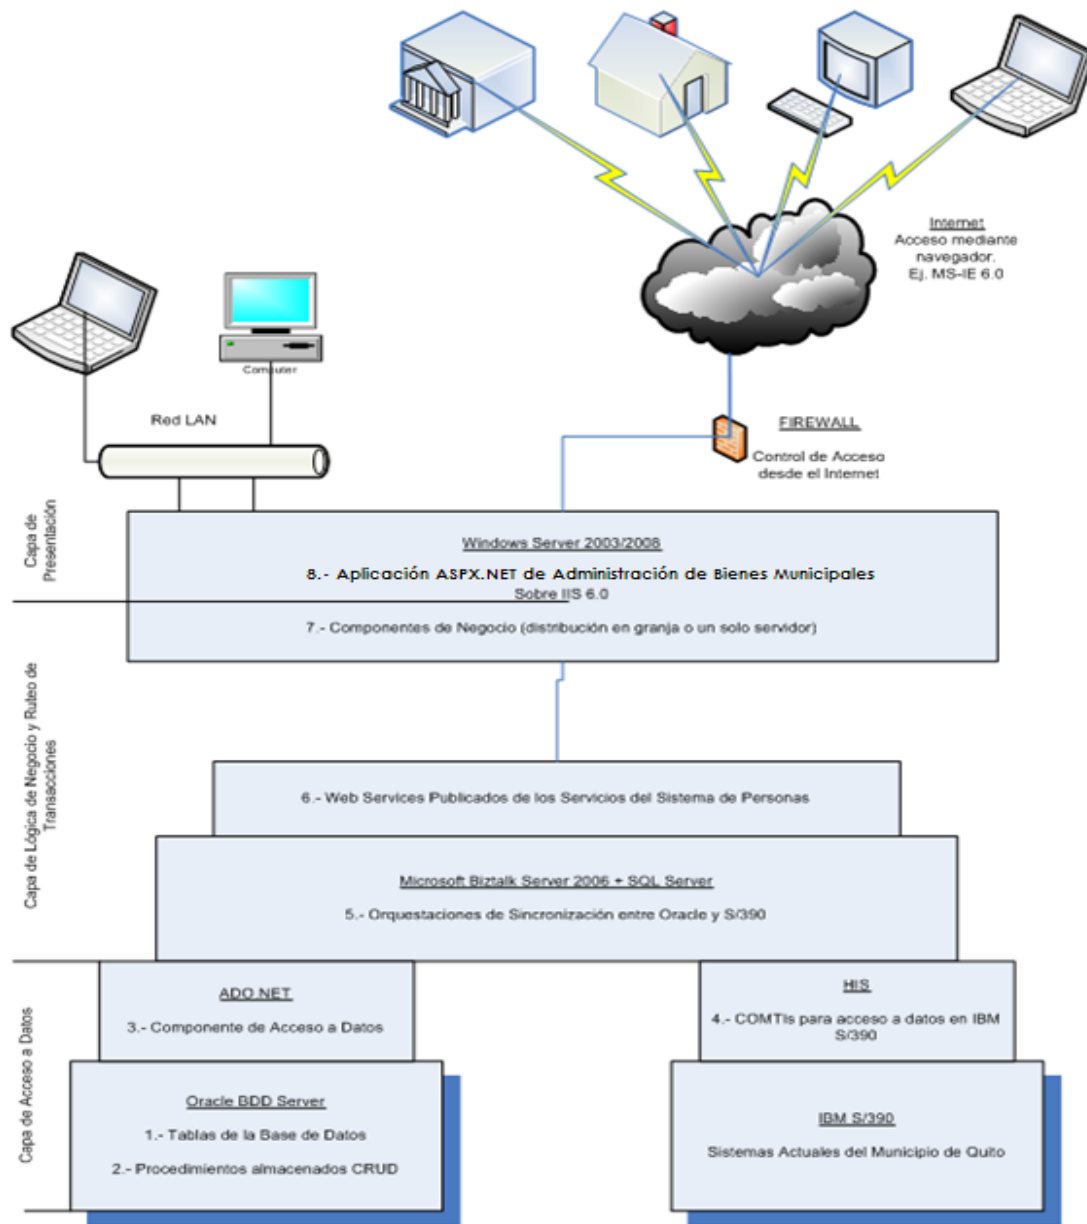 Internet
Acceso mediante
navegador.
Ej. MS-IE 6.0
Computer
Red LAN
FIREWALL
Control de Acceso
desde el Internet
Capa de
Presentación
Windows Server 2003/2008
8.- Aplicación ASPX.NET de Administración de Bienes Municipales
Sobre IIS 6.0
7.- Componentes de Negocio (distribución en granja o un solo servidor)
Capa de Lógica de Negocio y Ruteo de
Transacciones
6.- Web Services Publicados de los Servicios del Sistema de Personas
Microsoft Biztalk Server 2006 + SQL Server
5.- Orquestaciones de Sincronización entre Oracle y S/390
Capa de Acceso a Datos
ADO.NET
3.- Componente de Acceso a Datos
HIS
4.- COMTIs para acceso a datos en IBM
S/390
Oracle BDD Server
1.- Tablas de la Base de Datos
2.- Procedimientos almacenados CRUD
IBM S/390
Sistemas Actuales del Municipio de Quito